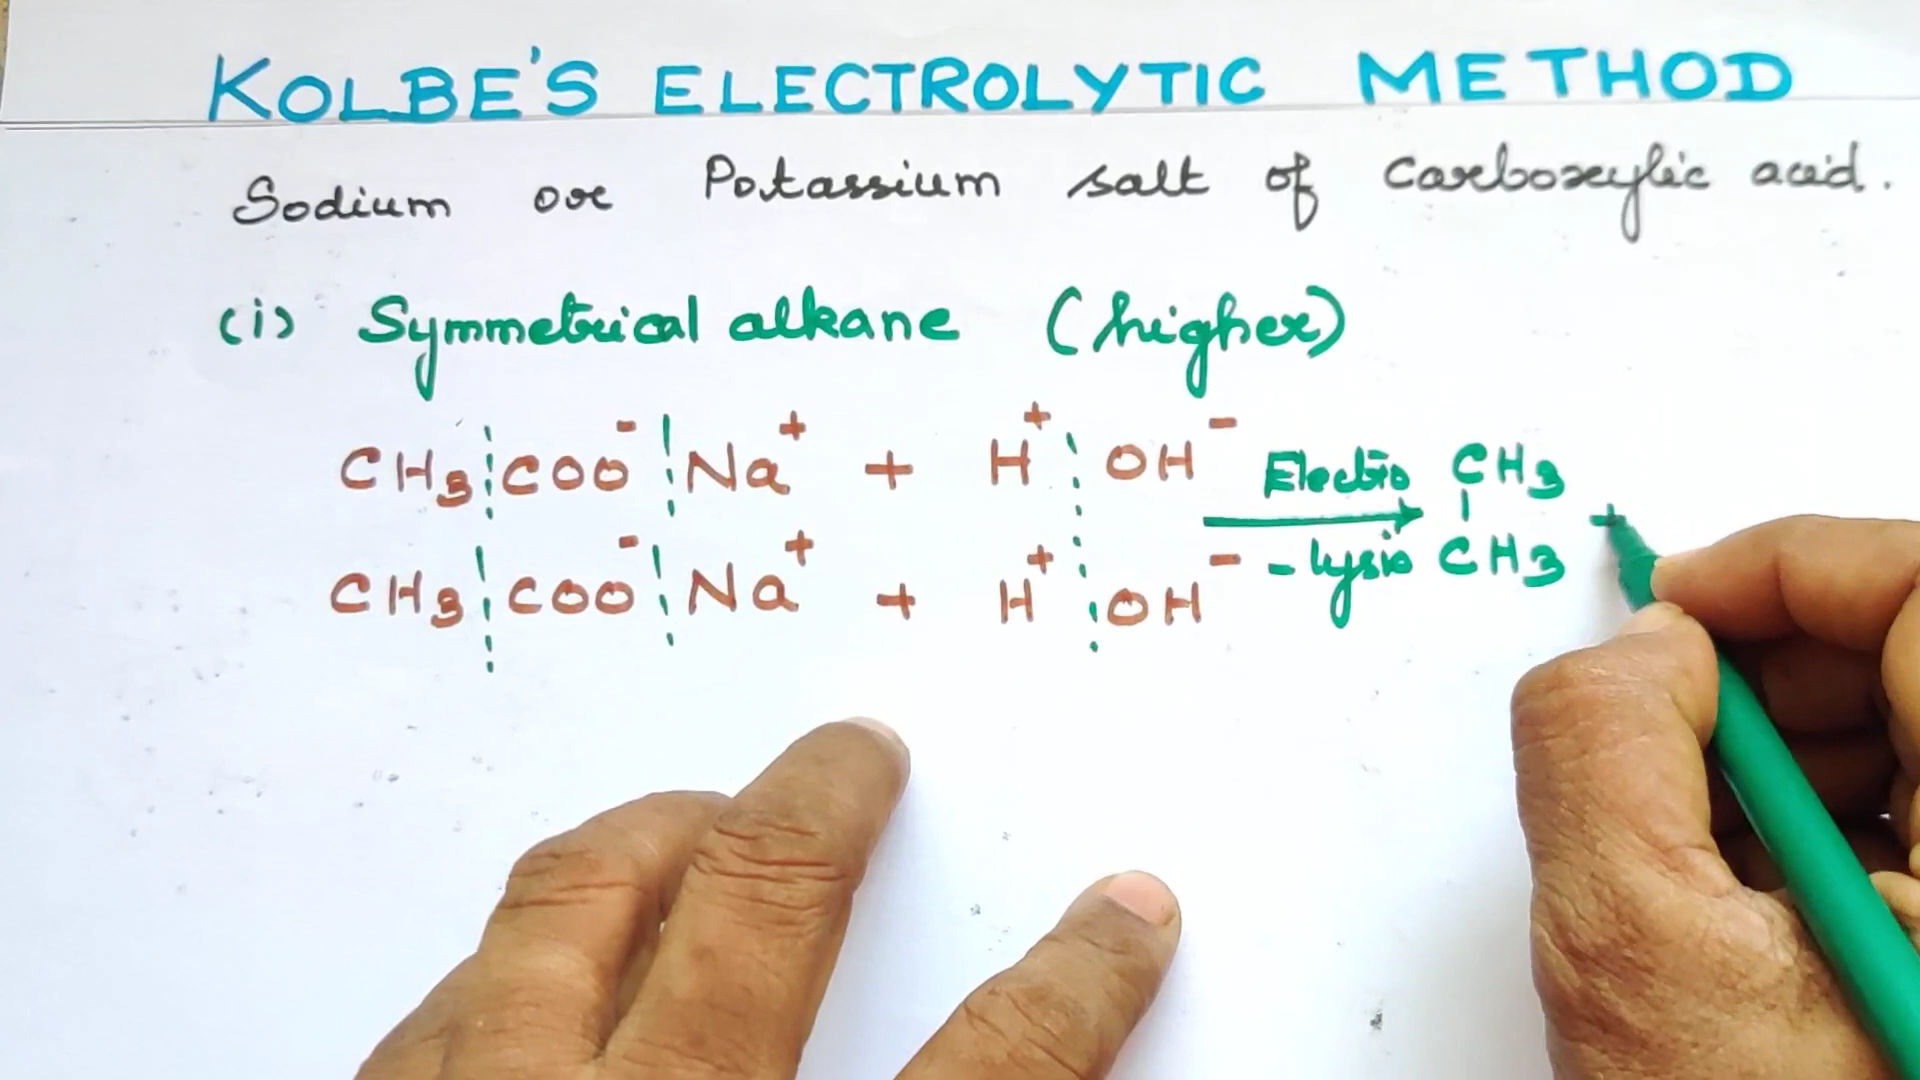 KOLBE'S ELECTROLYTIC METHOD
Sodium or Potassium salt of Carboxylic acid.
(i) Symmetrical alkane (higher)
CH₃ COO⁻ Na⁺ + H⁺ OH⁻ Electro CH₃ +
CH₃ COO⁻ Na⁺ + H⁺ OH⁻ - lysis CH₃